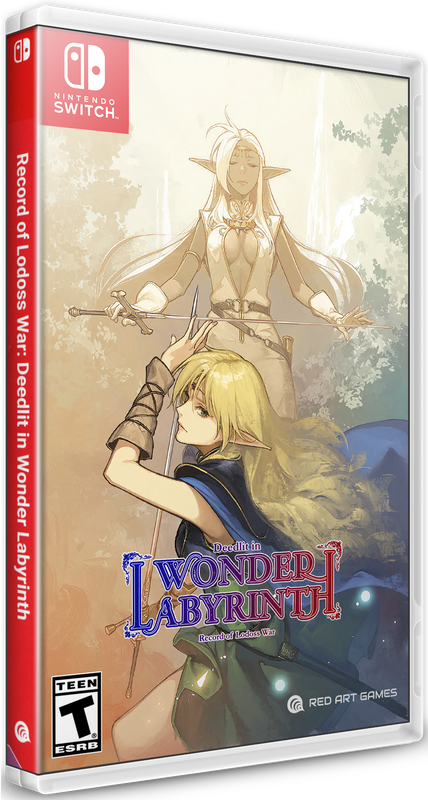 NINTENDO
SWITCH™
Record of Lodoss War: Deedlit in Wonder Labyrinth
Deedlit in
WONDER
LABYRINTH
Record of Lodoss War
TEEN
T
ESRB
RED ART GAMES